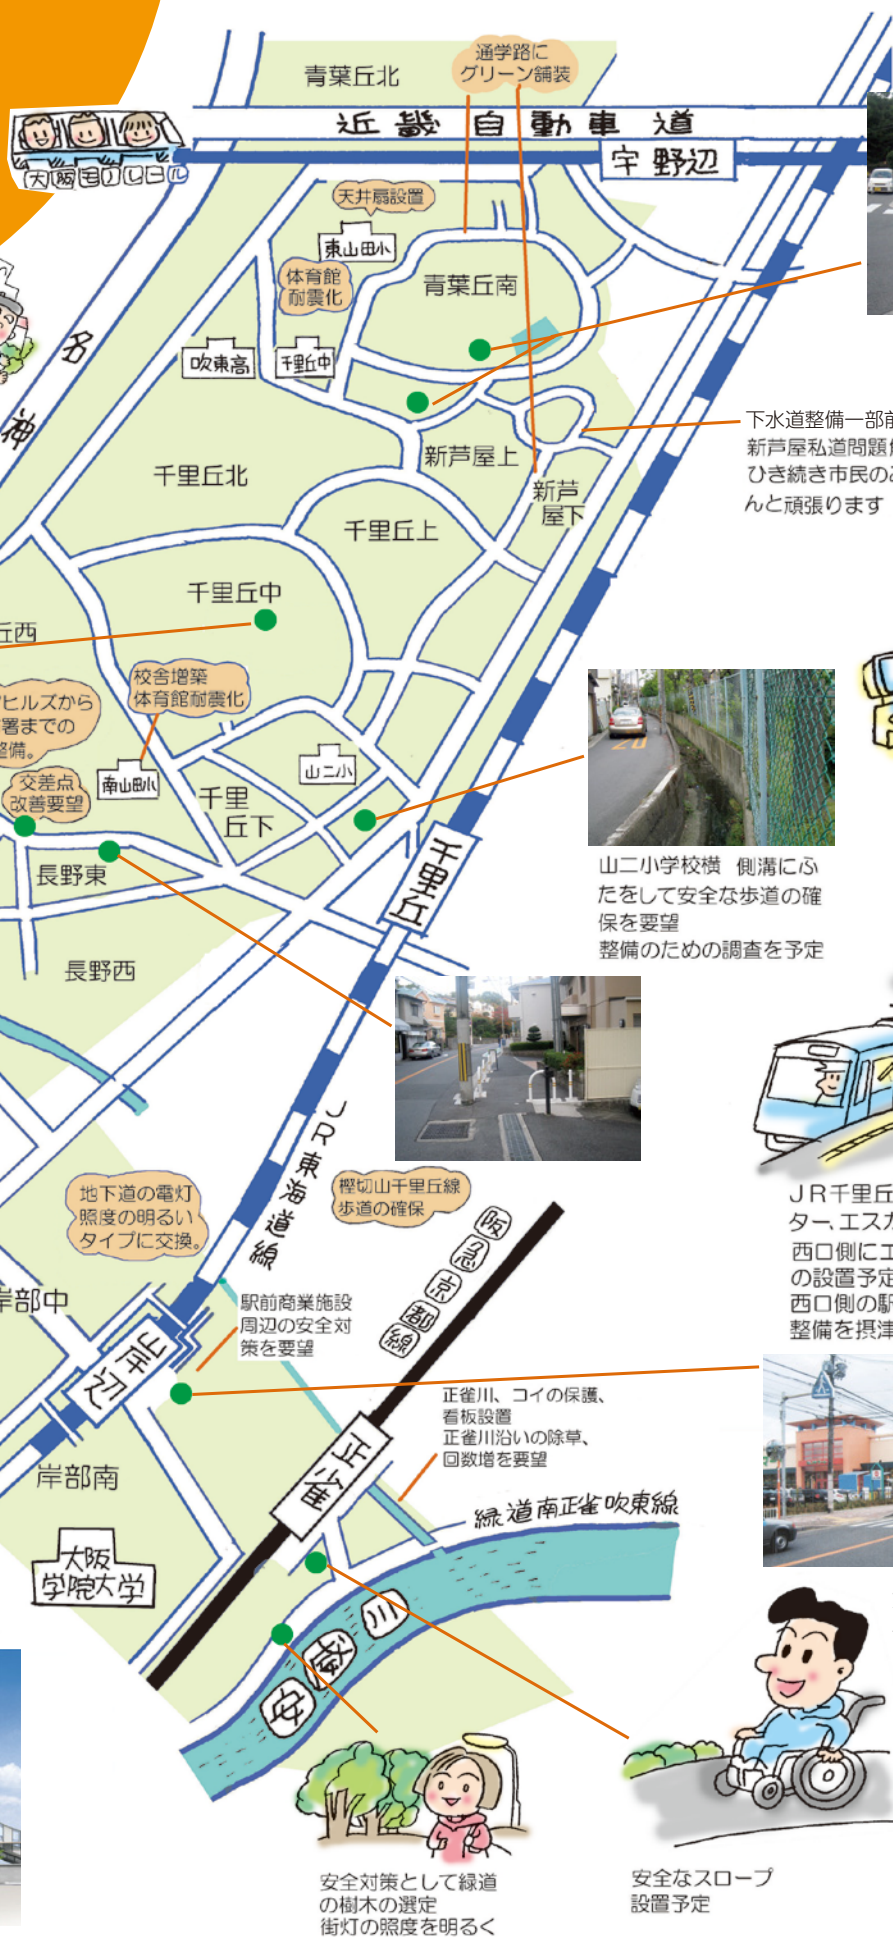 通学路に
グリーン舗装
青葉丘北
近畿自動車道
大阪モノレール
宇野辺
天井扇設置
東山田小
体育館
耐震化
青葉丘南
名
神
吹東高
千里丘中
下水道整備一部前
新芦屋私道問題
ひき続き市民の
んと頑張ります
新芦屋上
千里丘北
新芦
屋下
千里丘上
千里丘中
丘西
校舎増築
体育館耐震化
ヒルズから
署までの
整備。
交差点
改善要望
南山田小
山二小
千里
丘下
長野東
千里丘
山二小学校横 側溝にふ
たをして安全な歩道の確
保を要望
整備のための調査を予定
長野西
JR東海道線
地下道の電灯
照度の明るい
タイプに交換。
樫切山千里丘線
歩道の確保
阪急京都線
JR千里丘
ター、エスカ
西口側にエ
の設置予定
西口側の駅
整備を摂津
岸部中
駅前商業施設
周辺の安全対
策を要望
岸辺
正雀川、コイの保護、
看板設置
正雀川沿いの除草、
回数増を要望
正雀
岸部南
緑道南正雀吹東線
大阪
学院大学
安威川
安全対策として緑道
の樹木の選定
街灯の照度を明るく
安全なスロープ
設置予定